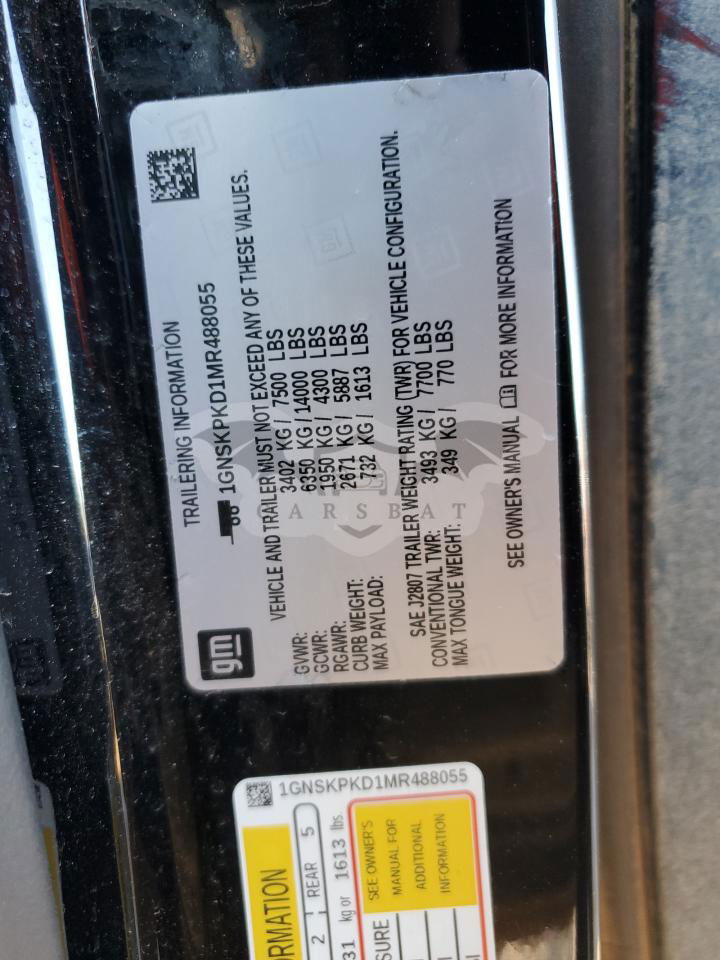 TRAILERING INFORMATION
1GNSKPKD1MR488055
VEHICLE AND TRAILER MUST NOT EXCEED ANY OF THESE VALUES.
GVWR: 3402 KG / 7500 LBS
GCWR: 6350 KG / 14000 LBS
RGAWR: 1950 KG / 4300 LBS
CURB WEIGHT: 2671 KG / 5887 LBS
MAX PAYLOAD: 732 KG / 1613 LBS
SAE J2807 TRAILER WEIGHT RATING (TWR) FOR VEHICLE CONFIGURATION.
CONVENTIONAL TWR: 3493 KG / 7700 LBS
MAX TONGUE WEIGHT: 349 KG / 770 LBS
SEE OWNER'S MANUAL FOR MORE INFORMATION
gm
CARSBAT
1GNSKPKD1MR488055
2 REAR 5
31 kg or 1613 lbs.
SEE OWNER'S
MANUAL FOR
ADDITIONAL
INFORMATION